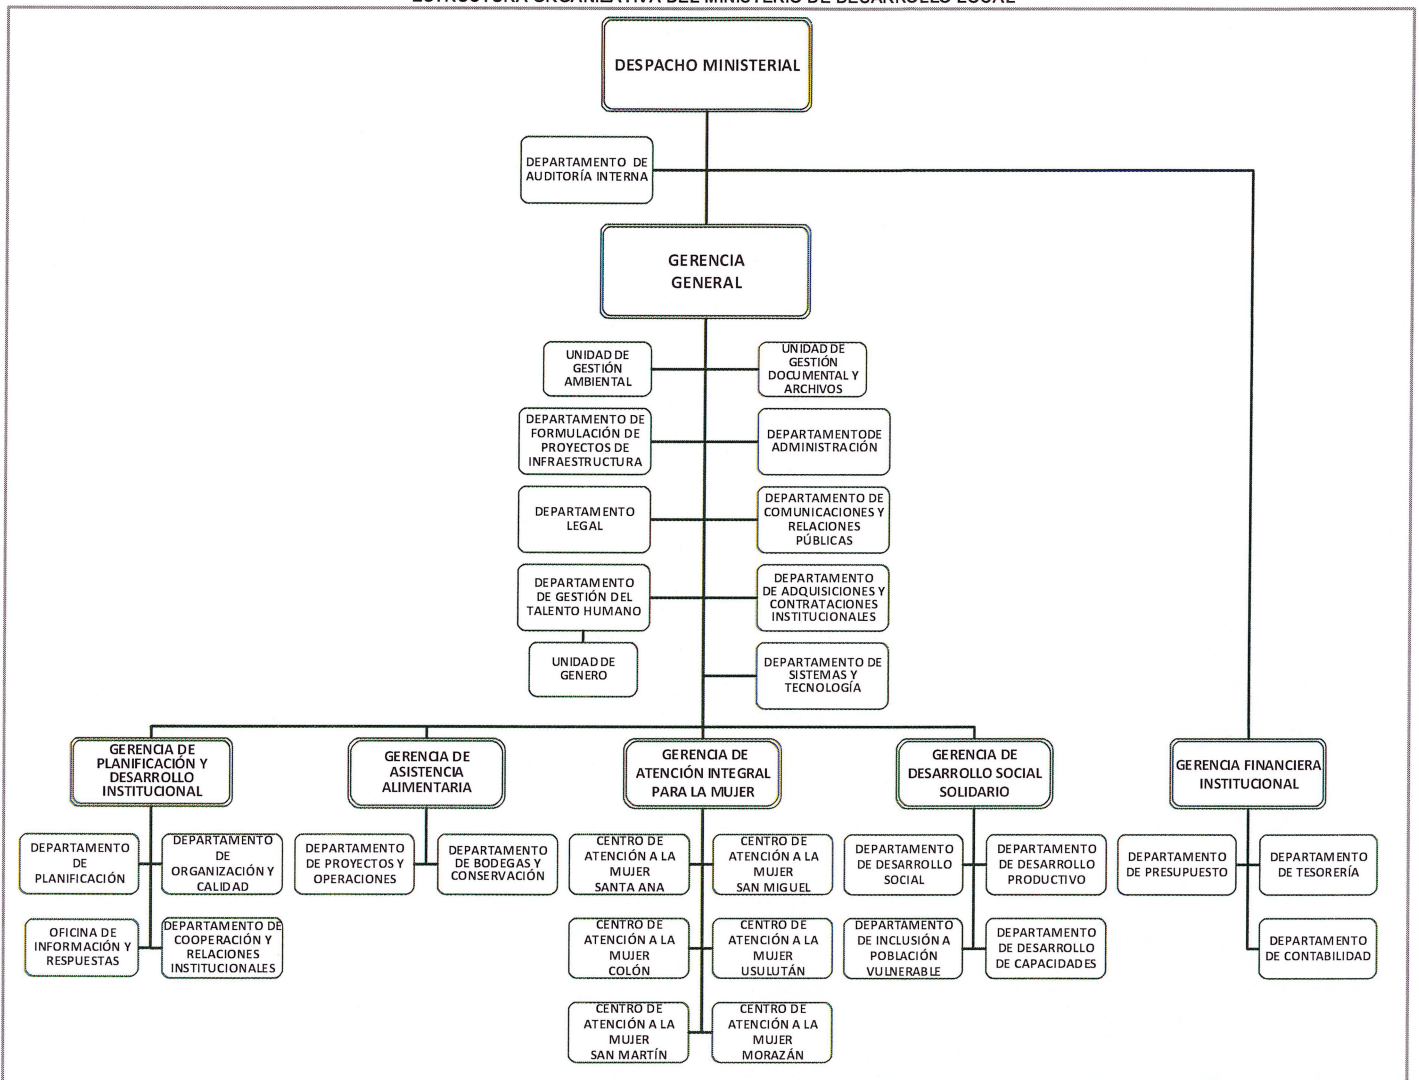 ESTRUCTURA ORGANIZATIVA DEL MINISTERIO DE DESARROLLO LOCAL
DESPACHO MINISTERIAL
DEPARTAMENTO DE
AUDITORÍA INTERNA
GERENCIA
GENERAL
UNIDAD DE
GESTIÓN
AMBIENTAL
UNIDAD DE
GESTIÓN
DOCUMENTAL Y
ARCHIVOS
DEPARTAMENTO DE
FORMULACIÓN DE
PROYECTOS DE
INFRAESTRUCTURA
DEPARTAMENTODE
ADMINISTRACIÓN
DEPARTAMENTO
LEGAL
DEPARTAMENTO DE
COMUNICACIONES Y
RELACIONES
PÚBLICAS
DEPARTAMENTO
DE GESTIÓN DEL
TALENTO HUMANO
DEPARTAMENTO
DE ADQUISICIONES Y
CONTRATACIONES
INSTITUCIONALES
UNIDAD DE
GENERO
DEPARTAMENTO DE
SISTEMAS Y
TECNOLOGÍA
GERENCIA DE
PLANIFICACIÓN Y
DESARROLLO
INSTITUCIONAL
GERENCIA DE
ASISTENCIA
ALIMENTARIA
GERENCIA DE
ATENCIÓN INTEGRAL
PARA LA MUJER
GERENCIA DE
DESARROLLO SOCIAL
SOLIDARIO
GERENCIA FINANCIERA
INSTITUCIONAL
DEPARTAMENTO
DE
PLANIFICACIÓN
DEPARTAMENTO
DE
ORGANIZACIÓN Y
CALIDAD
DEPARTAMENTO
DE PROYECTOS Y
OPERACIONES
DEPARTAMENTO
DE BODEGAS Y
CONSERVACIÓN
CENTRO DE
ATENCIÓN A LA
MUJER
SANTA ANA
CENTRO DE
ATENCIÓN A LA
MUJER
SAN MIGUEL
DEPARTAMENTO
DE DESARROLLO
SOCIAL
DEPARTAMENTO
DE DESARROLLO
PRODUCTIVO
DEPARTAMENTO
DE PRESUPUESTO
DEPARTAMENTO
DE TESORERÍA
OFICINA DE
INFORMACIÓN Y
RESPUESTAS
DEPARTAMENTO DE
COOPERACIÓN Y
RELACIONES
INSTITUCIONALES
CENTRO DE
ATENCIÓN A LA
MUJER
COLÓN
CENTRO DE
ATENCIÓN A LA
MUJER
USULUTÁN
DEPARTAMENTO
DE INCLUSIÓN A
POBLACIÓN
VULNERABLE
DEPARTAMENTO
DE DESARROLLO
DE CAPACIDADES
DEPARTAMENTO
DE CONTABILIDAD
CENTRO DE
ATENCIÓN A LA
MUJER
SAN MARTÍN
CENTRO DE
ATENCIÓN A LA
MUJER
MORAZÁN